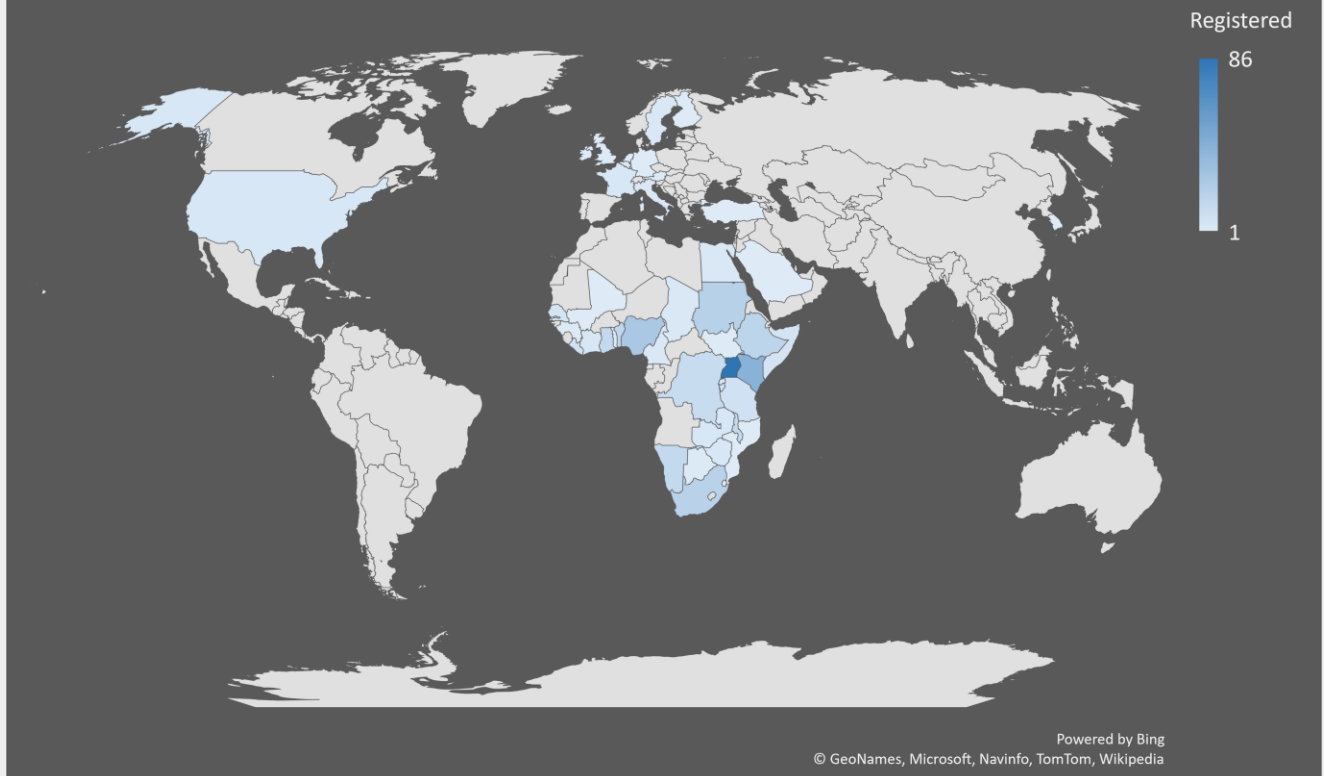 Registered
86
1
Powered by Bing
© GeoNames, Microsoft, Navinfo, TomTom, Wikipedia